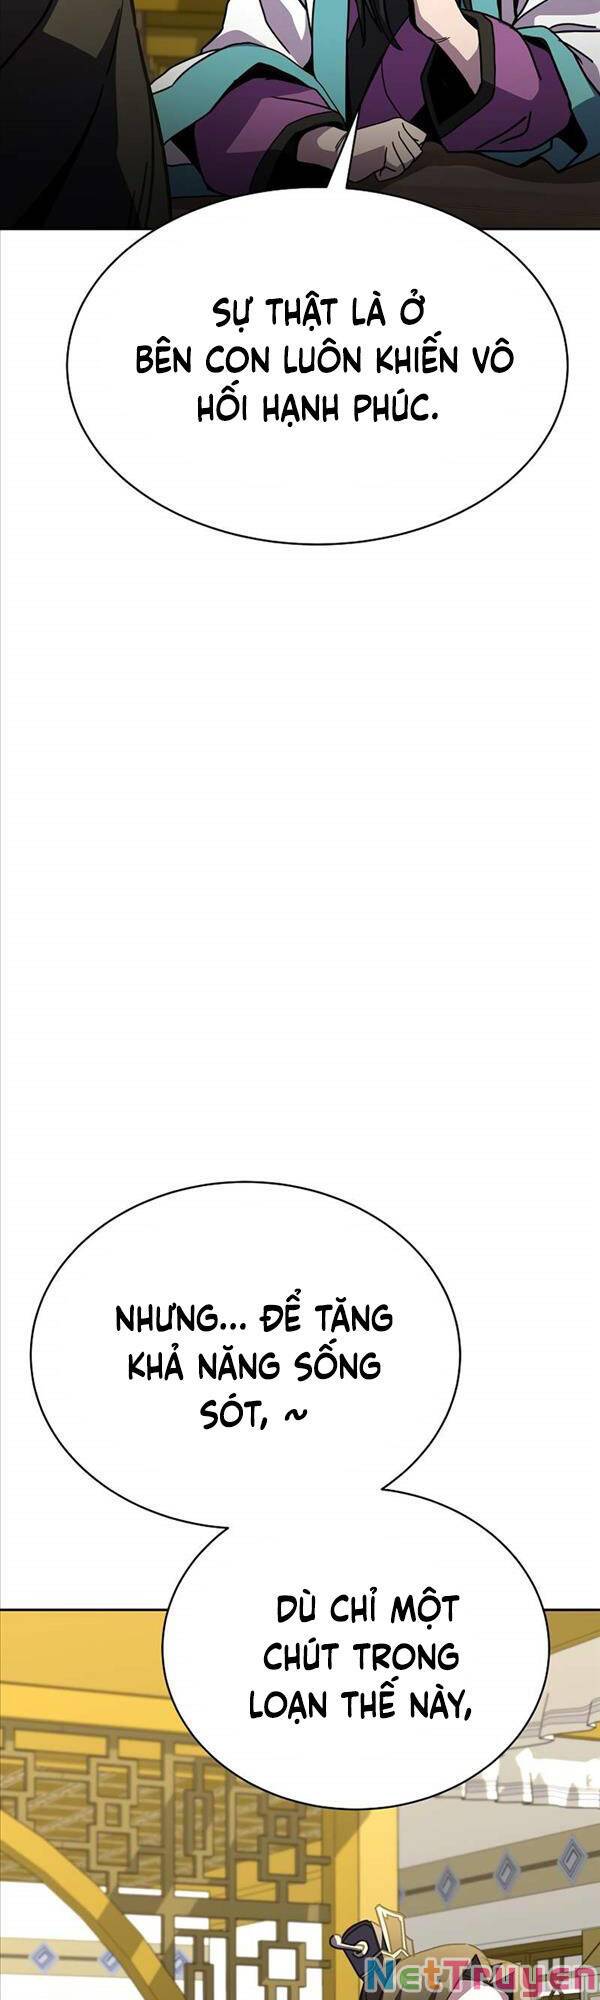 SỰ THẬT LÀ Ở
BÊN CON LUÔN KHIẾN VÔ
HỐI HẠNH PHÚC.
NHƯNG... ĐỂ TĂNG
KHẢ NĂNG SỐNG
SÓT, ~
DÙ CHỈ MỘT
CHÚT TRONG
LOẠN THẾ NÀY,
NetTruyen